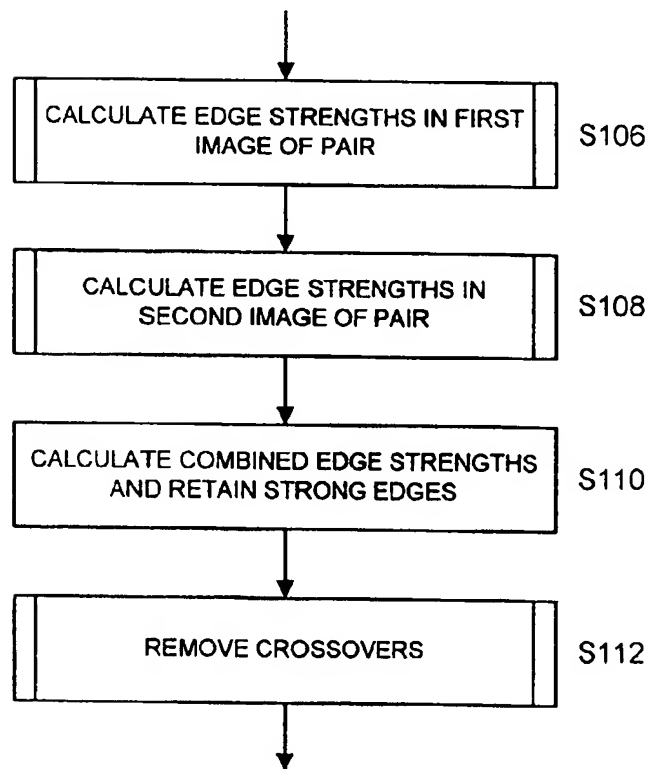 CALCULATE EDGE STRENGTHS IN FIRST
IMAGE OF PAIR
S106
CALCULATE EDGE STRENGTHS IN
SECOND IMAGE OF PAIR
S108
CALCULATE COMBINED EDGE STRENGTHS
AND RETAIN STRONG EDGES
S110
REMOVE CROSSOVERS
S112